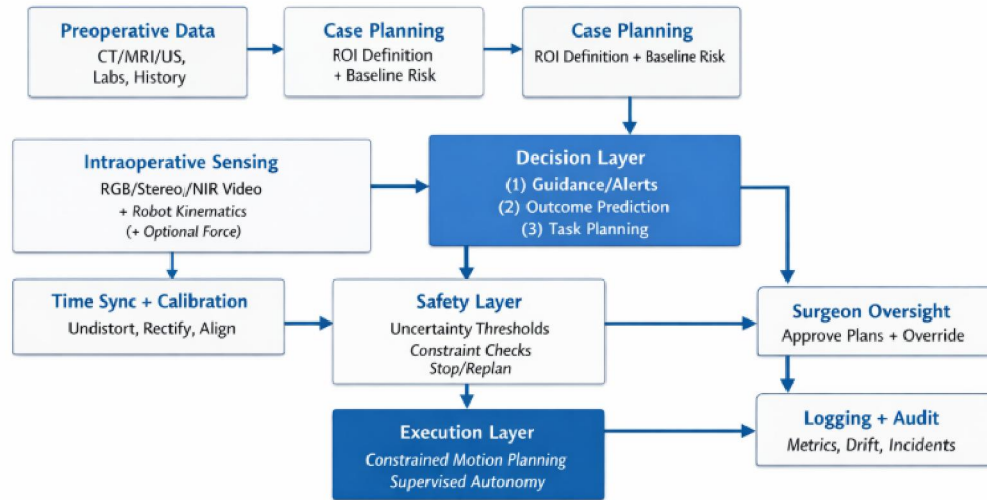 Preoperative Data
CT/MRI/US,
Labs, History
Case Planning
ROI Definition
+ Baseline Risk
Case Planning
ROI Definition + Baseline Risk
Intraoperative Sensing
RGB/Stereo,/NIR Video
+ Robot Kinematics
(+ Optional Force)
Decision Layer
(1) Guidance/Alerts
(2) Outcome Prediction
(3) Task Planning
Time Sync + Calibration
Undistort, Rectify, Align
Safety Layer
Uncertainty Thresholds
Constraint Checks
Stop/Replan
Surgeon Oversight
Approve Plans + Override
Execution Layer
Constrained Motion Planning
Supervised Autonomy
Logging + Audit
Metrics, Drift, Incidents